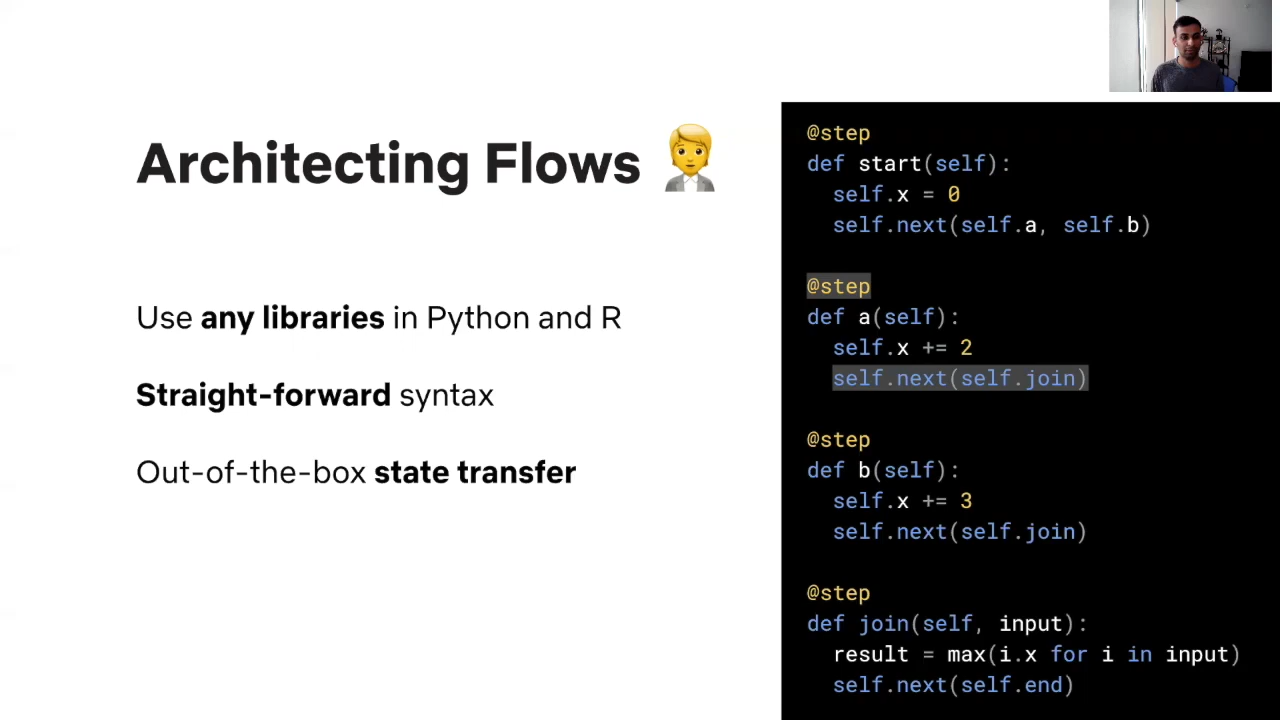 Architecting Flows
Use any libraries in Python and R
Straight-forward syntax
Out-of-the-box state transfer
@step
def start(self):
self.x = 0
self.next(self.a, self.b)
@step
def a(self):
self.x += 2
self.next(self.join)
@step
def b(self):
self.x += 3
self.next(self.join)
@step
def join(self, input):
result = max(i.x for i in input)
self.next(self.end)